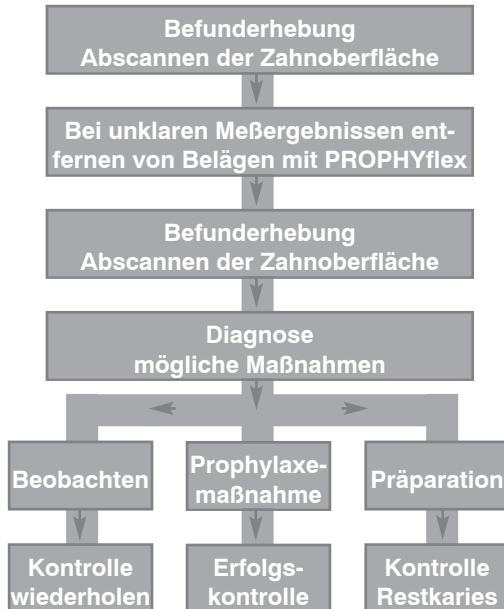 Befunderhebung
Abscannen der Zahnoberfläche
Bei unklaren Meßergebnissen ent-
fernen von Belägen mit PROPHYflex
Befunderhebung
Abscannen der Zahnoberfläche
Diagnose
mögliche Maßnahmen
Beobachten
Prophylaxe-
maßnahme
Präparation
Kontrolle
wiederholen
Erfolgs-
kontrolle
Kontrolle
Restkaries